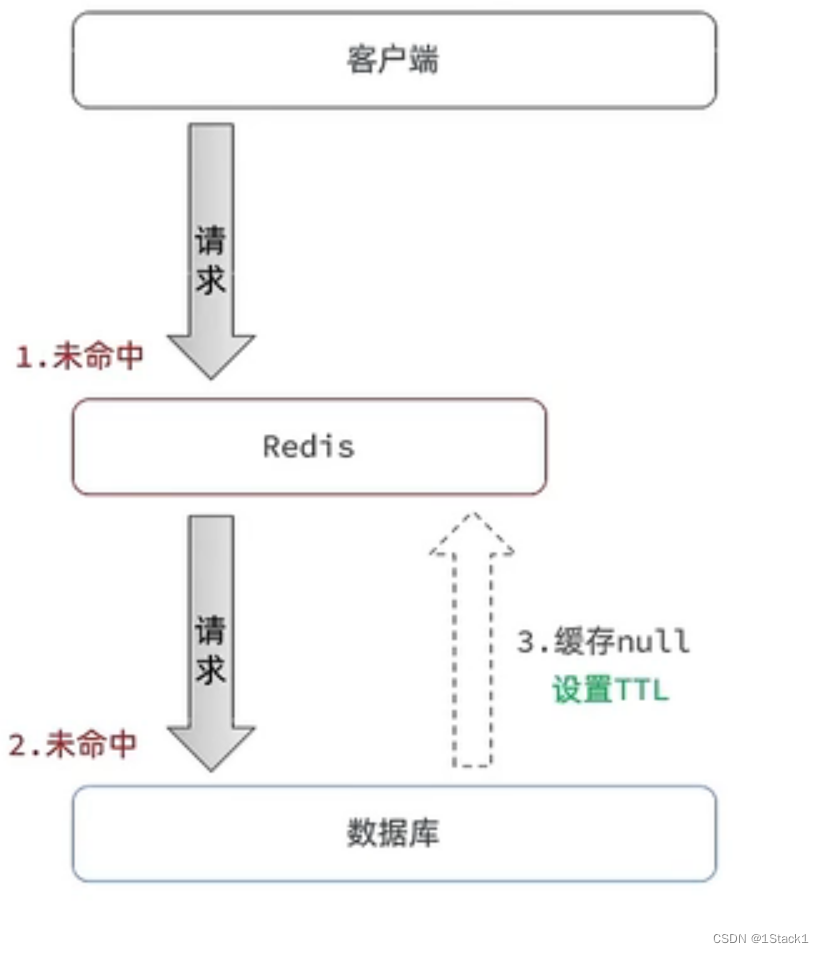 客户端
请
求
1.未命中
Redis
请
求
3.缓存null
设置TTL
2.未命中
数据库
CSDN @1Stack1